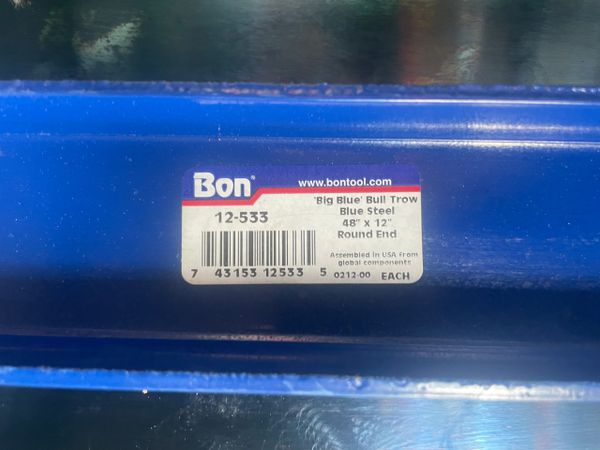 Bon®
www.bontool.com
12-533
'Big Blue' Bull Trow
Blue Steel
48" x 12"
Round End
Assembled in USA from
global components
7 43153 12533 5
0212-00 EACH